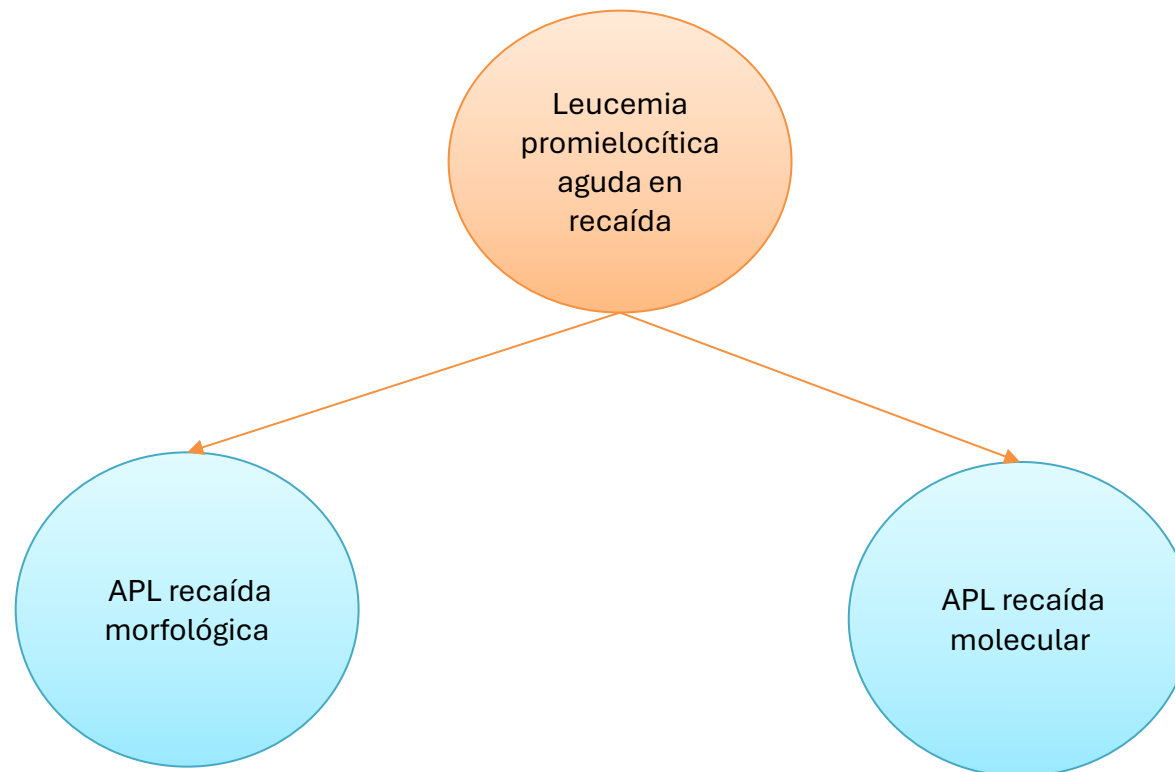 Leucemia
promielocítica
aguda en
recaída
APL recaída
morfológica
APL recaída
molecular